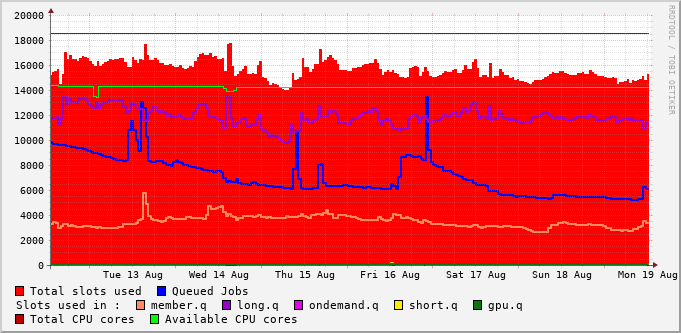 RRDTOOL / TOBI OETIKER
20000
18000
16000
14000
12000
10000
8000
6000
4000
2000
0
Tue 13 Aug Wed 14 Aug Thu 15 Aug Fri 16 Aug Sat 17 Aug Sun 18 Aug Mon 19 Aug
Total slots used Queued Jobs
Slots used in : member.q long.q ondemand.q short.q gpu.q
Total CPU cores Available CPU cores